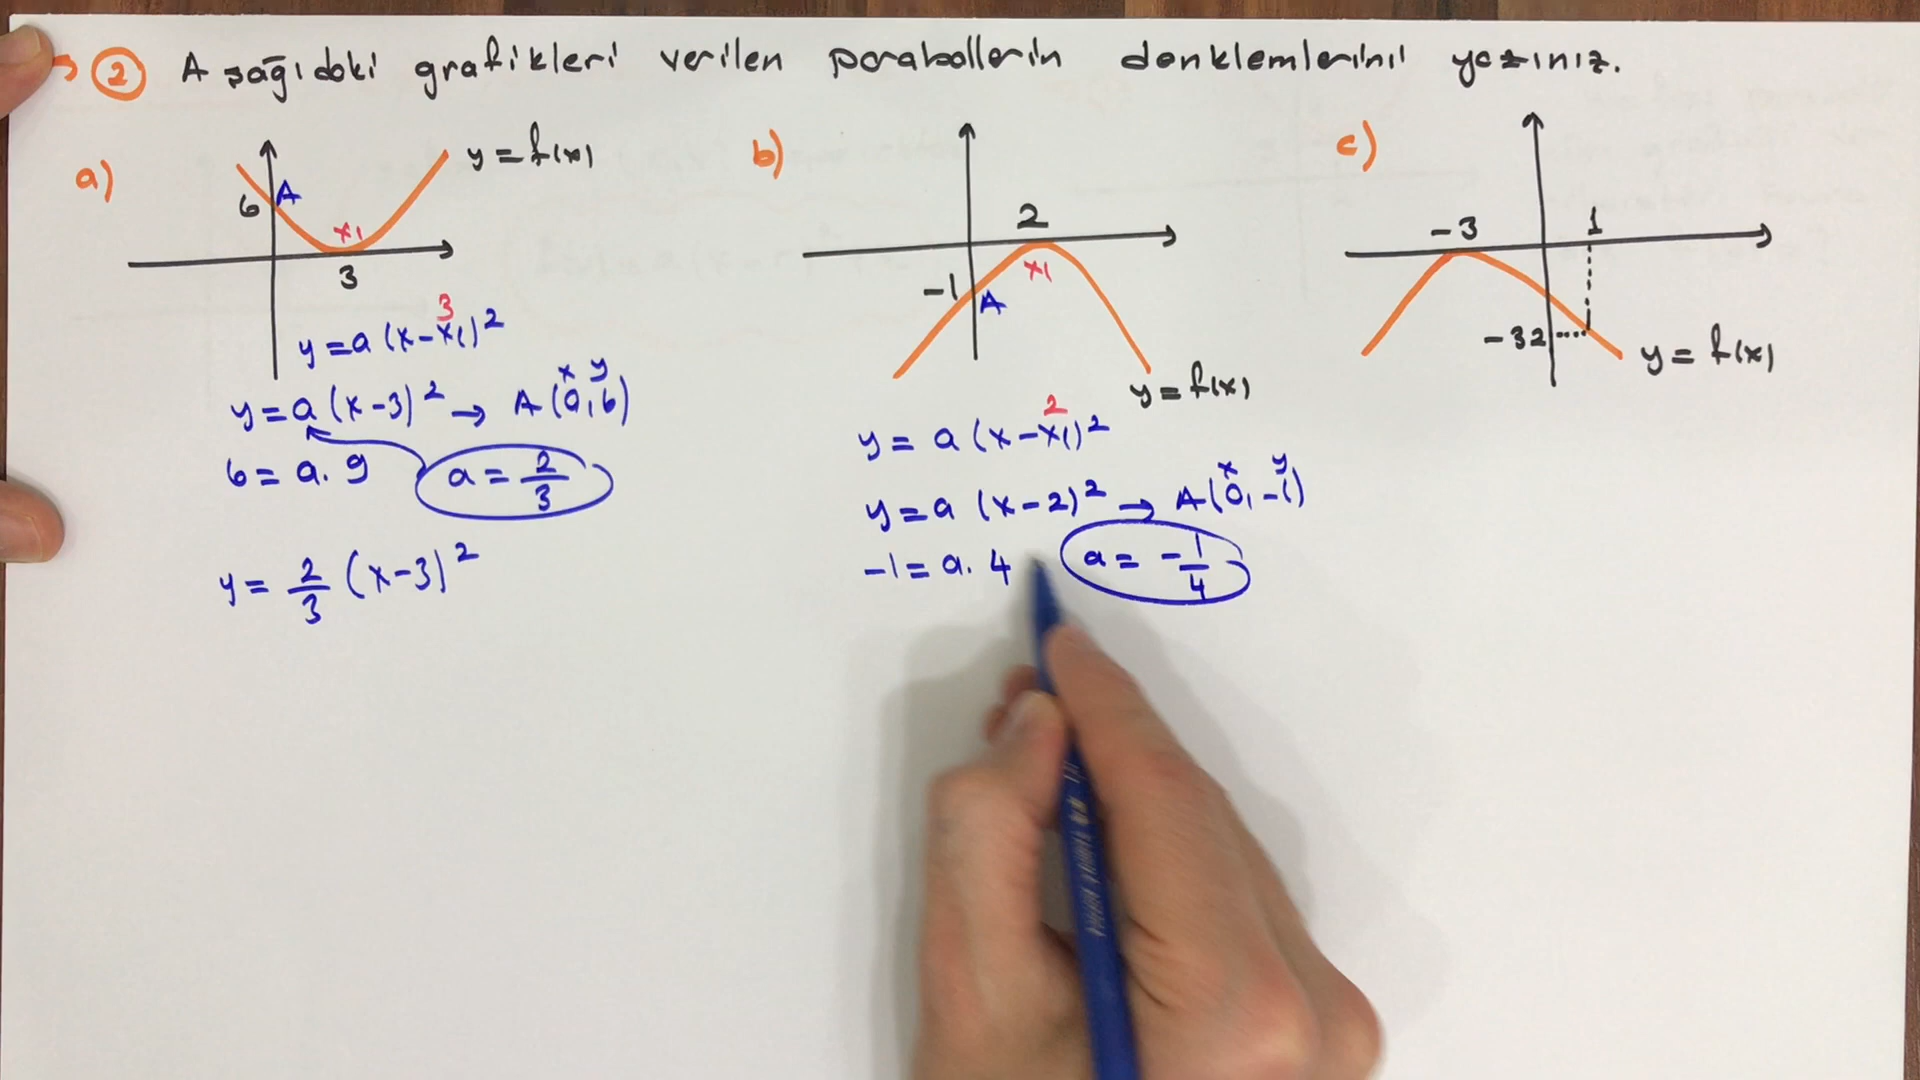 2 Aşağıdaki grafikleri verilen parabollerin denklemlerini yazınız.
a)
y = f(x)
6
A
x1
3
3
y = a (x - x1)²
x y
y = a (x - 3)² → A (0, 6)
6 = a . 9
a = 2/3
y = 2/3 (x - 3)²
b)
2
x1
-1
A
y = f(x)
2
y = a (x - x1)²
x y
y = a (x - 2)² → A (0, -1)
-1 = a . 4
a = -1/4
c)
-3
1
-32
y = f(x)